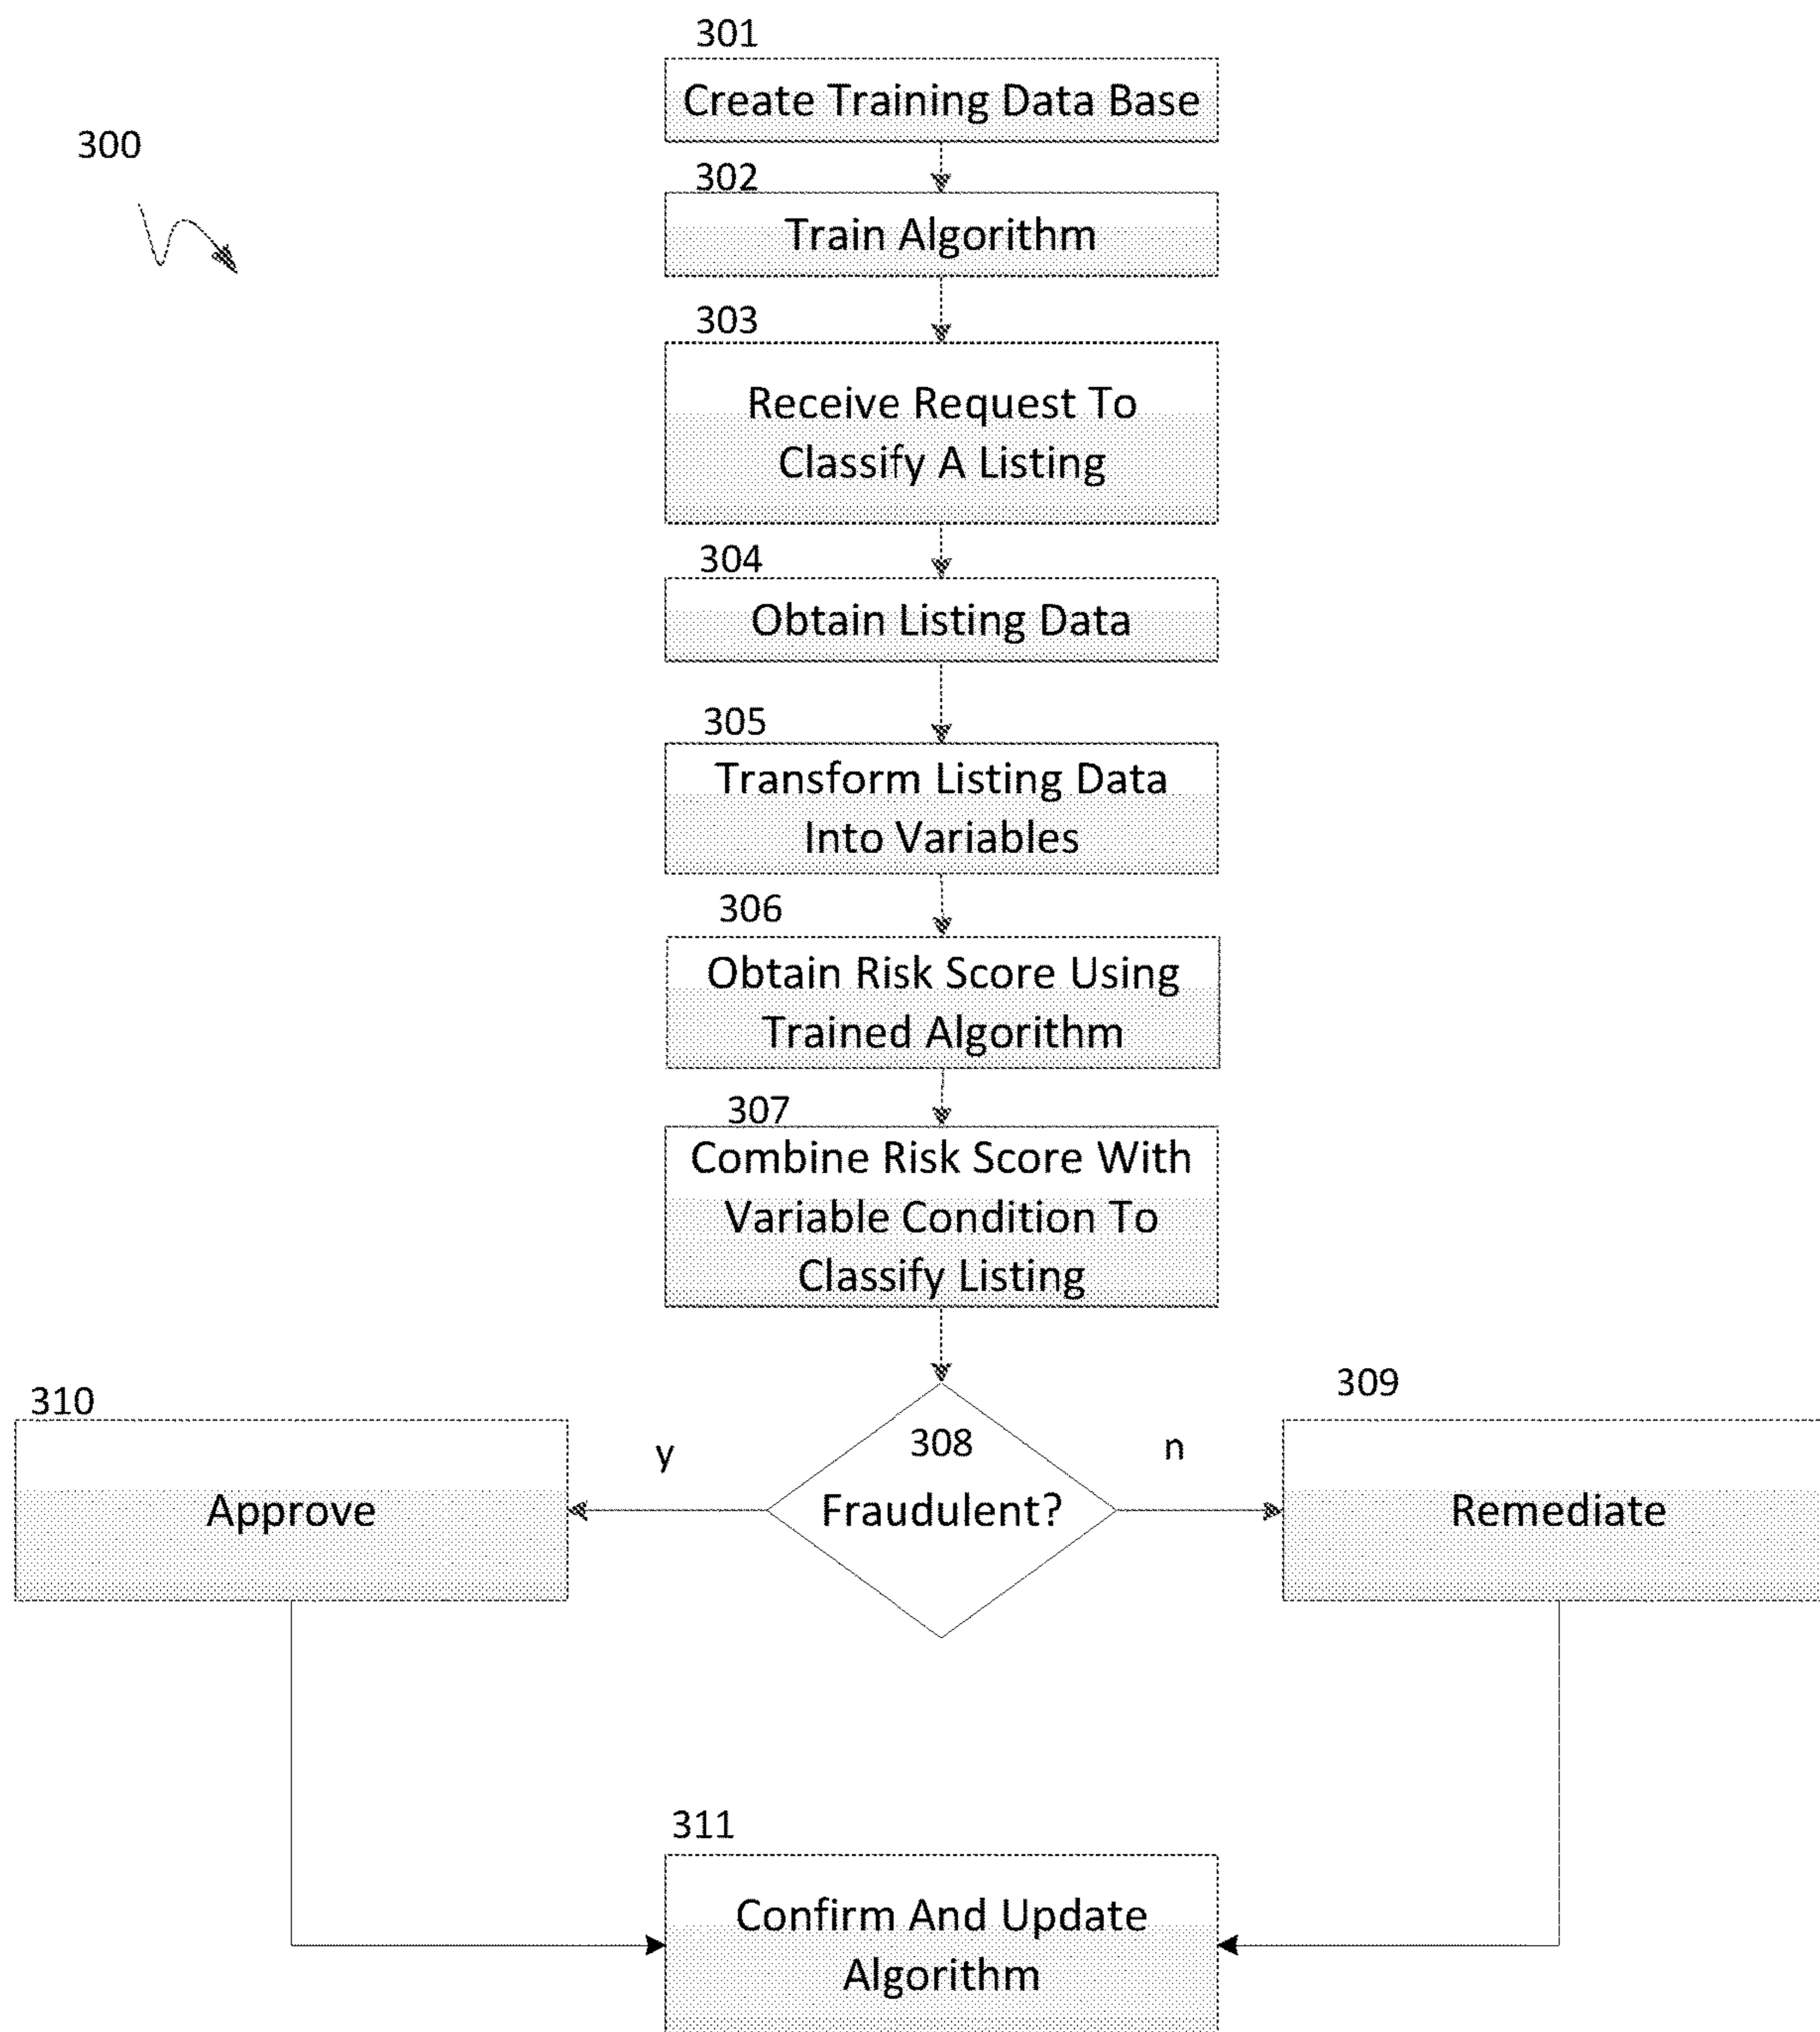 301
Create Training Data Base
300
302
Train Algorithm
303
Receive Request To
Classify A Listing
304
Obtain Listing Data
305
Transform Listing Data
Into Variables
306
Obtain Risk Score Using
Trained Algorithm
307
Combine Risk Score With
Variable Condition To
Classify Listing
310
Approve
y
308
Fraudulent?
n
309
Remediate
311
Confirm And Update
Algorithm